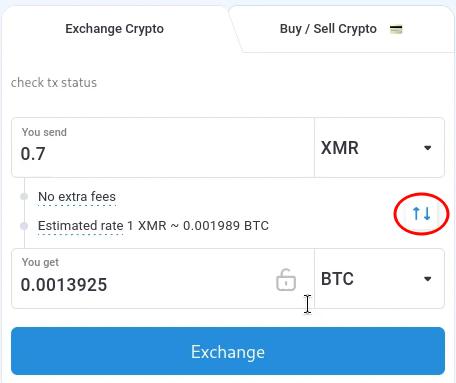 Exchange Crypto
Buy / Sell Crypto
check tx status
You send
0.7
XMR
No extra fees
Estimated rate 1 XMR ~ 0.001989 BTC
You get
0.0013925
BTC
Exchange